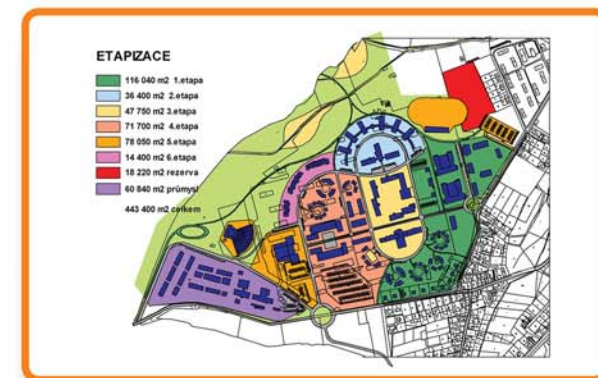 ETAPIZACE
116 040 m2 1.etapa
36 400 m2 2.etapa
47 750 m2 3.etapa
71 700 m2 4.etapa
78 050 m2 5.etapa
14 400 m2 6.etapa
18 220 m2 rezerva
60 840 m2 průmysl
443 400 m2 celkem